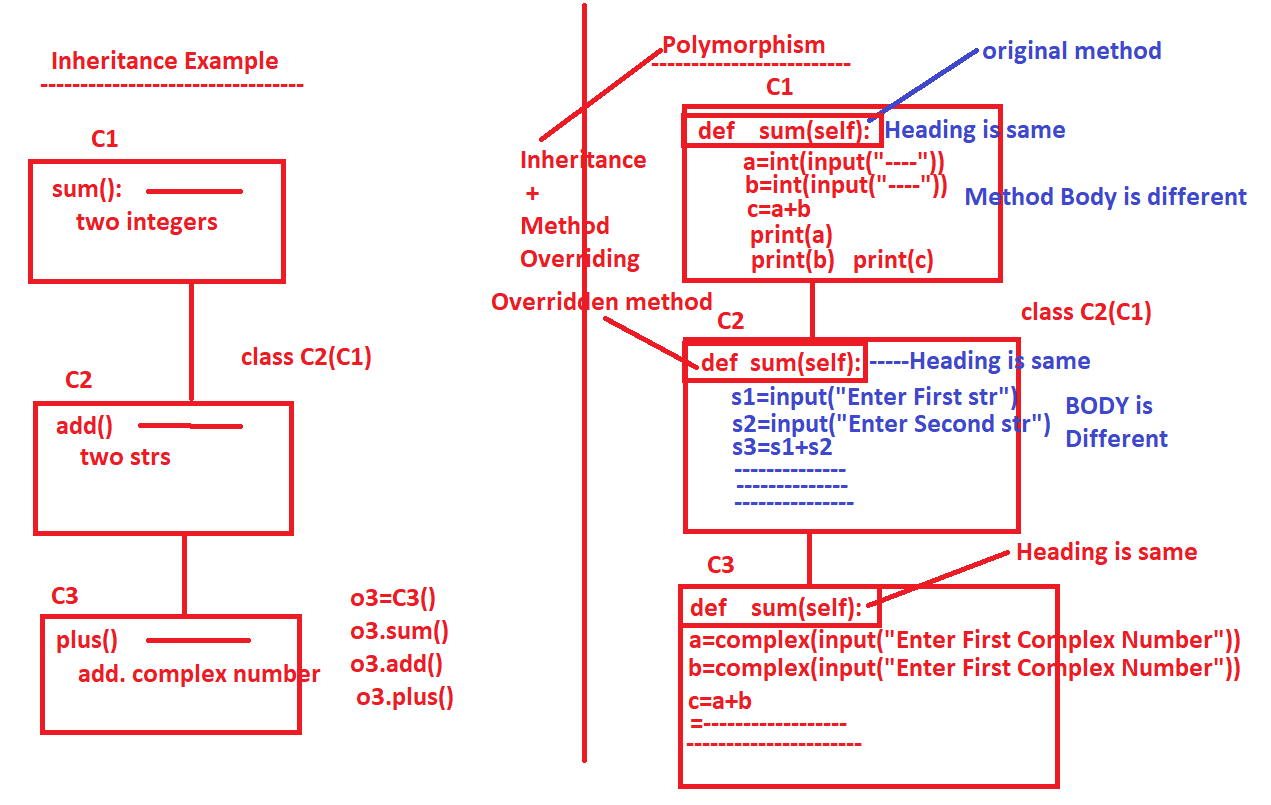 Inheritance Example
---------------------------------
C1
sum():
two integers
class C2(C1)
C2
add()
two strs
C3
plus()
add. complex number
o3=C3()
o3.sum()
o3.add()
o3.plus()
Polymorphism
-------------------------
original method
C1
def sum(self):
Heading is same
a=int(input("----"))
b=int(input("----"))
c=a+b
print(a)
print(b) print(c)
Method Body is different
Inheritance
+
Method
Overriding
Overridden method
C2
class C2(C1)
def sum(self):
-----Heading is same
s1=input("Enter First str")
s2=input("Enter Second str")
s3=s1+s2
--------------
--------------
---------------
BODY is
Different
C3
Heading is same
def sum(self):
a=complex(input("Enter First Complex Number"))
b=complex(input("Enter First Complex Number"))
c=a+b
=------------------
----------------------